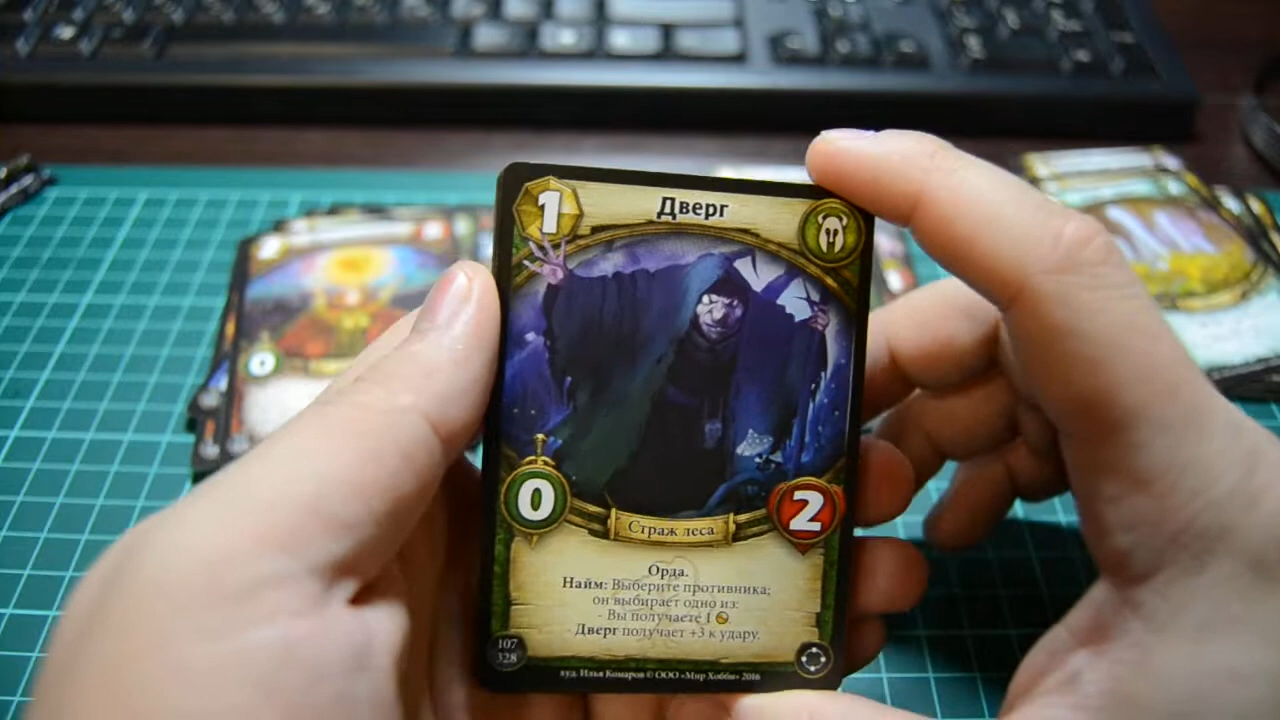 1
Дверг
0
Страж леса
2
Орда.
Найм: Выберите противника;
он выбирает одно из:
- Вы получаете 1
Дверг получает +3 к удару.
107
328
худ. Илья Комаров © ООО «Мир Хобби» 2016